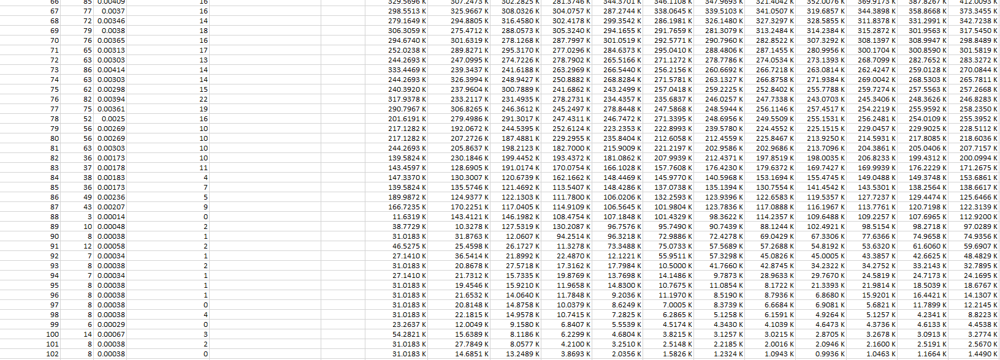 66 85 0.00409 16 329.5696 K 307.2473 K 302.2825 K 281.3746 K 344.3701 K 346.1108 K 347.9693 K 321.4042 K 352.0076 K 369.9173 K 387.8267 K 412.0093 K
67 77 0.0037 16 298.5513 K 325.9667 K 308.0326 K 304.0757 K 287.2744 K 338.0645 K 339.5103 K 341.0507 K 319.6857 K 344.3898 K 358.8668 K 373.3455 K
68 72 0.00346 14 279.1649 K 294.8805 K 316.4580 K 302.4178 K 299.3542 K 286.1981 K 326.1480 K 327.3297 K 328.5855 K 311.8378 K 331.2991 K 342.7238 K
69 79 0.0038 18 306.3059 K 275.4712 K 288.0573 K 305.3240 K 294.1655 K 291.7659 K 281.3079 K 313.2484 K 314.2384 K 315.2872 K 301.9563 K 317.5450 K
70 76 0.00365 16 294.6740 K 301.6319 K 278.1268 K 287.7997 K 301.0519 K 292.5771 K 290.7960 K 282.8522 K 307.3292 K 308.1397 K 308.9947 K 298.8489 K
71 65 0.00313 17 252.0238 K 289.8271 K 295.3170 K 277.0296 K 284.6373 K 295.0410 K 288.4806 K 287.1455 K 280.9956 K 300.1704 K 300.8590 K 301.5819 K
72 63 0.00303 13 244.2693 K 247.0995 K 274.7226 K 278.7902 K 265.5166 K 271.1272 K 278.7786 K 274.0534 K 273.1393 K 268.7099 K 282.7652 K 283.3272 K
73 86 0.00414 14 333.4469 K 239.3437 K 241.6188 K 263.2969 K 266.5440 K 256.2156 K 260.6692 K 266.7218 K 263.0814 K 262.4247 K 259.0128 K 270.0844 K
74 63 0.00303 14 244.2693 K 326.3994 K 248.9427 K 250.8882 K 268.8284 K 271.5781 K 263.1327 K 266.8758 K 271.9384 K 269.0042 K 268.5303 K 265.7811 K
75 62 0.00298 15 240.3920 K 237.9604 K 300.7889 K 241.6862 K 243.2499 K 257.0418 K 259.2225 K 252.8402 K 255.7788 K 259.7274 K 257.5563 K 257.2668 K
76 82 0.00394 22 317.9378 K 233.2117 K 231.4935 K 278.2731 K 234.4357 K 235.6837 K 246.0257 K 247.7338 K 243.0703 K 245.3406 K 248.3626 K 246.8283 K
77 75 0.00361 19 290.7967 K 306.8265 K 246.3612 K 245.2497 K 278.8448 K 247.5868 K 248.5944 K 256.1146 K 257.4517 K 254.2219 K 255.9592 K 258.2350 K
78 52 0.0025 16 201.6191 K 279.4986 K 291.3017 K 247.4311 K 246.7472 K 271.3395 K 248.6956 K 249.5509 K 255.1531 K 256.2481 K 254.0109 K 255.3952 K
79 56 0.00269 10 217.1282 K 192.0672 K 244.5395 K 252.6124 K 223.2353 K 222.8993 K 239.5780 K 224.4552 K 225.1515 K 229.0457 K 229.9025 K 228.5112 K
80 56 0.00269 10 217.1282 K 207.2726 K 187.4881 K 229.2955 K 235.8404 K 212.6058 K 212.4559 K 225.8467 K 213.9250 K 214.5931 K 217.8085 K 218.6036 K
81 63 0.00303 10 244.2693 K 205.8637 K 198.2123 K 182.7000 K 215.9009 K 221.2197 K 202.9586 K 202.9686 K 213.7096 K 204.3861 K 205.0406 K 207.7157 K
82 36 0.00173 10 139.5824 K 230.1846 K 199.4452 K 193.4372 K 181.0862 K 207.9939 K 212.4371 K 197.8519 K 198.0035 K 206.8233 K 199.4312 K 200.0994 K
83 37 0.00178 11 143.4597 K 128.6905 K 191.0174 K 170.0754 K 166.1028 K 157.7608 K 176.4230 K 179.6372 K 169.7427 K 169.9939 K 176.2229 K 171.2675 K
84 38 0.00183 4 147.3370 K 130.3007 K 120.6739 K 162.1662 K 148.4469 K 145.9770 K 140.5968 K 153.1694 K 155.4745 K 149.0488 K 149.3748 K 153.6861 K
85 36 0.00173 7 139.5824 K 135.5746 K 121.4692 K 113.5407 K 148.4286 K 137.0738 K 135.1394 K 130.7554 K 141.4542 K 143.5301 K 138.2564 K 138.6617 K
86 49 0.00236 5 189.9872 K 124.9377 K 122.1303 K 111.7800 K 106.0206 K 132.2593 K 123.9396 K 122.6583 K 119.5357 K 127.7237 K 129.4474 K 125.6466 K
87 43 0.00207 9 166.7235 K 170.2251 K 117.0405 K 114.9109 K 106.5645 K 101.9804 K 123.7836 K 117.0888 K 116.1967 K 113.7761 K 120.7198 K 122.3139 K
88 3 0.00014 0 11.6319 K 143.4121 K 146.1982 K 108.4754 K 107.1848 K 101.4329 K 98.3622 K 114.2357 K 109.6488 K 109.2257 K 107.6965 K 112.9200 K
89 10 0.00048 2 38.7729 K 10.3278 K 127.5319 K 130.2087 K 96.7576 K 95.7490 K 90.7439 K 88.1244 K 102.4921 K 98.5154 K 98.2718 K 97.0289 K
90 8 0.00038 1 31.0183 K 31.8763 K 12.0607 K 94.2514 K 96.3218 K 72.9886 K 72.4278 K 69.0429 K 67.3306 K 77.6366 K 74.9658 K 74.9356 K
91 12 0.00058 2 46.5275 K 25.4598 K 26.1727 K 11.3278 K 73.3488 K 75.0733 K 57.5689 K 57.2688 K 54.8192 K 53.6320 K 61.6060 K 59.6907 K
92 7 0.00034 1 27.1410 K 36.5414 K 21.8992 K 22.4870 K 12.1221 K 55.9511 K 57.3298 K 45.0826 K 45.0005 K 43.3857 K 42.6625 K 48.4829 K
93 8 0.00038 2 31.0183 K 20.8678 K 27.5718 K 17.3162 K 17.7984 K 10.5000 K 41.7660 K 42.8745 K 34.2322 K 34.2752 K 33.2143 K 32.7895 K
94 7 0.00034 1 27.1410 K 21.7312 K 15.7335 K 19.8769 K 13.7698 K 14.1486 K 9.7873 K 28.9633 K 29.7670 K 24.5819 K 24.7173 K 24.1695 K
95 8 0.00038 1 31.0183 K 19.4546 K 15.9210 K 11.9658 K 14.8300 K 10.7675 K 11.0854 K 8.1722 K 21.3393 K 21.9814 K 18.5039 K 18.6767 K
96 8 0.00038 1 31.0183 K 21.6532 K 14.0640 K 11.7848 K 9.2036 K 11.1970 K 8.5190 K 8.7936 K 6.8680 K 15.9201 K 16.4421 K 14.1307 K
97 8 0.00038 0 31.0183 K 20.8148 K 14.8758 K 10.0379 K 8.6249 K 7.0005 K 8.3739 K 6.6684 K 6.9081 K 5.6821 K 11.7899 K 12.2145 K
98 8 0.00038 4 31.0183 K 22.1815 K 14.9578 K 10.7415 K 7.2825 K 6.2865 K 5.1258 K 6.1591 K 4.9264 K 5.1257 K 4.2341 K 8.8223 K
99 6 0.00029 0 23.2637 K 12.0049 K 9.1580 K 6.8407 K 5.5539 K 4.5174 K 4.3430 K 4.1039 K 4.6473 K 4.3736 K 4.6133 K 4.4538 K
100 14 0.00067 3 54.2821 K 15.6389 K 8.1186 K 6.2299 K 4.6804 K 3.8215 K 3.1257 K 3.0215 K 2.8705 K 3.2678 K 3.0913 K 3.2774 K
101 8 0.00038 2 31.0183 K 27.7849 K 8.0577 K 4.2100 K 3.2510 K 2.5148 K 2.2185 K 2.0016 K 2.0946 K 2.1600 K 2.5191 K 2.5670 K
102 8 0.00038 0 31.0183 K 14.6851 K 13.2489 K 3.8693 K 2.0356 K 1.5826 K 1.2324 K 1.0943 K 0.9936 K 1.0463 K 1.1664 K 1.4490 K